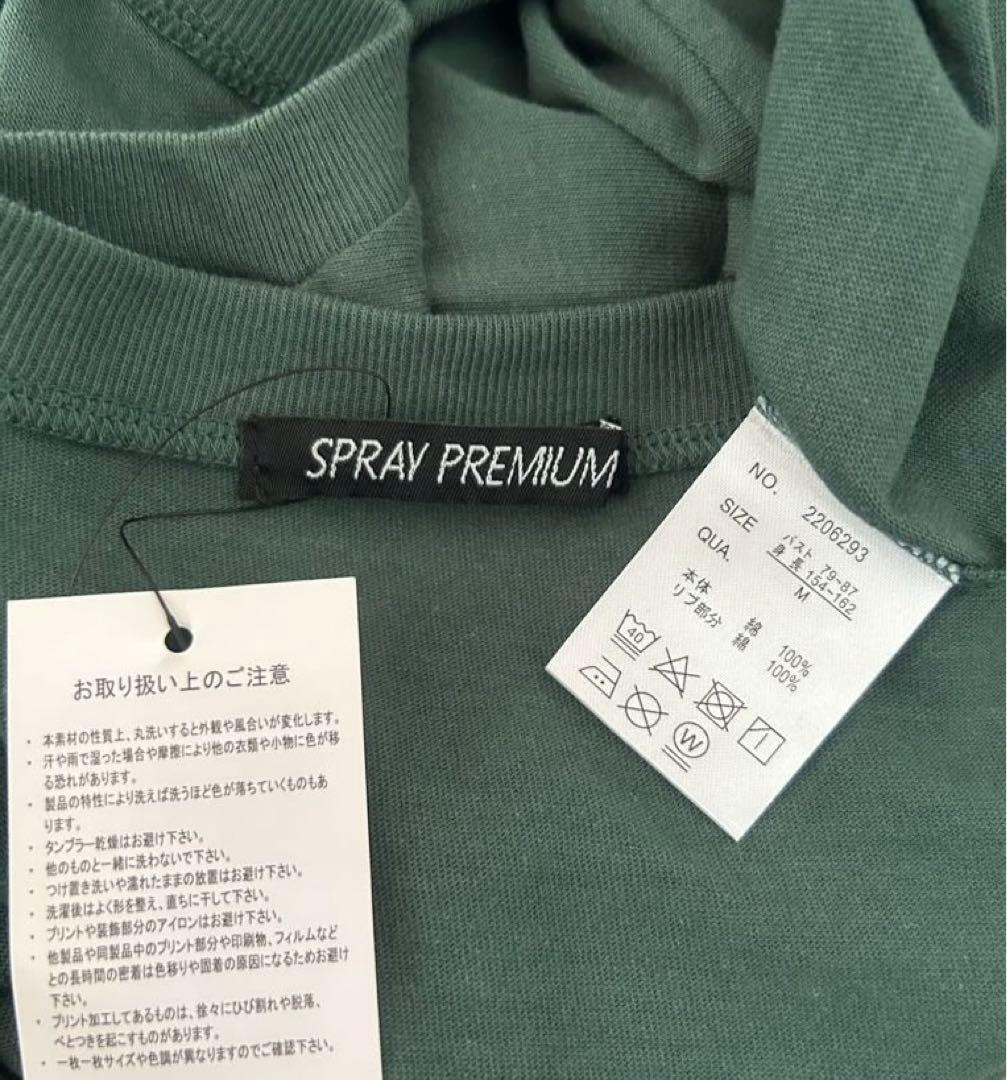 SPRAY PREMIUM
NO. 2206293
SIZE バスト 79-87
身長 154-162
QUA. M
本体 綿 100%
リブ部分 綿 100%
40
W
お取り扱い上のご注意
・ 本素材の性質上、丸洗いすると外観や風合いが変化します。
・ 汗や雨で湿った場合や摩擦により他の衣類や小物に色が移
る恐れがあります。
・ 製品の特性により洗えば洗うほど色が落ちていくものもあ
ります。
・ タンブラー乾燥はお避け下さい。
・ 他のものと一緒に洗わないで下さい。
・ つけ置き洗いや濡れたままの放置はお避け下さい。
・ 洗濯後はよく形を整え、直ちに干して下さい。
・ プリントや装飾部分のアイロンはお避け下さい。
・ 他製品や同製品中のプリント部分や印刷物、フィルムなど
との長時間の密着は色移りや固着の原因になるためお避け
下さい。
・ プリント加工してあるものは、徐々にひび割れや脱落、
べとつきを起こすものがあります。
・ 一枚一枚サイズや色調が異なりますのでご確認下さい。